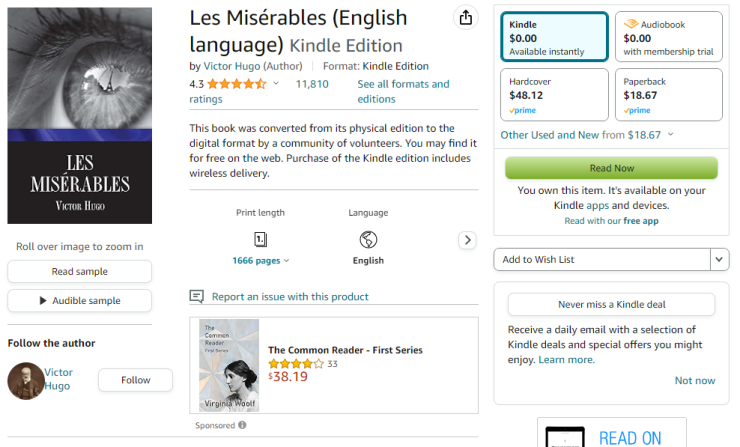 LES
MISÉRABLES
VICTOR HUGO
Roll over image to zoom in
Read sample
Audible sample
Follow the author
Victor
Hugo
Follow
Les Misérables (English
language) Kindle Edition
by Victor Hugo (Author) Format: Kindle Edition
4.3 11,810
ratings
See all formats and
editions
This book was converted from its physical edition to the
digital format by a community of volunteers. You may find it
for free on the web. Purchase of the Kindle edition includes
wireless delivery.
Print length
1666 pages
Language
English
Report an issue with this product
The
Common
Reader
First Series
Virginia Woolf
The Common Reader - First Series
33
$38.19
Sponsored
Kindle
$0.00
Available instantly
Audiobook
$0.00
with membership trial
Hardcover
$48.12
prime
Paperback
$18.67
prime
Other Used and New from $18.67
Read Now
You own this item. It's available on your
Kindle apps and devices.
Read with our free app
Add to Wish List
Never miss a Kindle deal
Receive a daily email with a selection of
Kindle deals and special offers you might
enjoy. Learn more.
Not now
READ ON